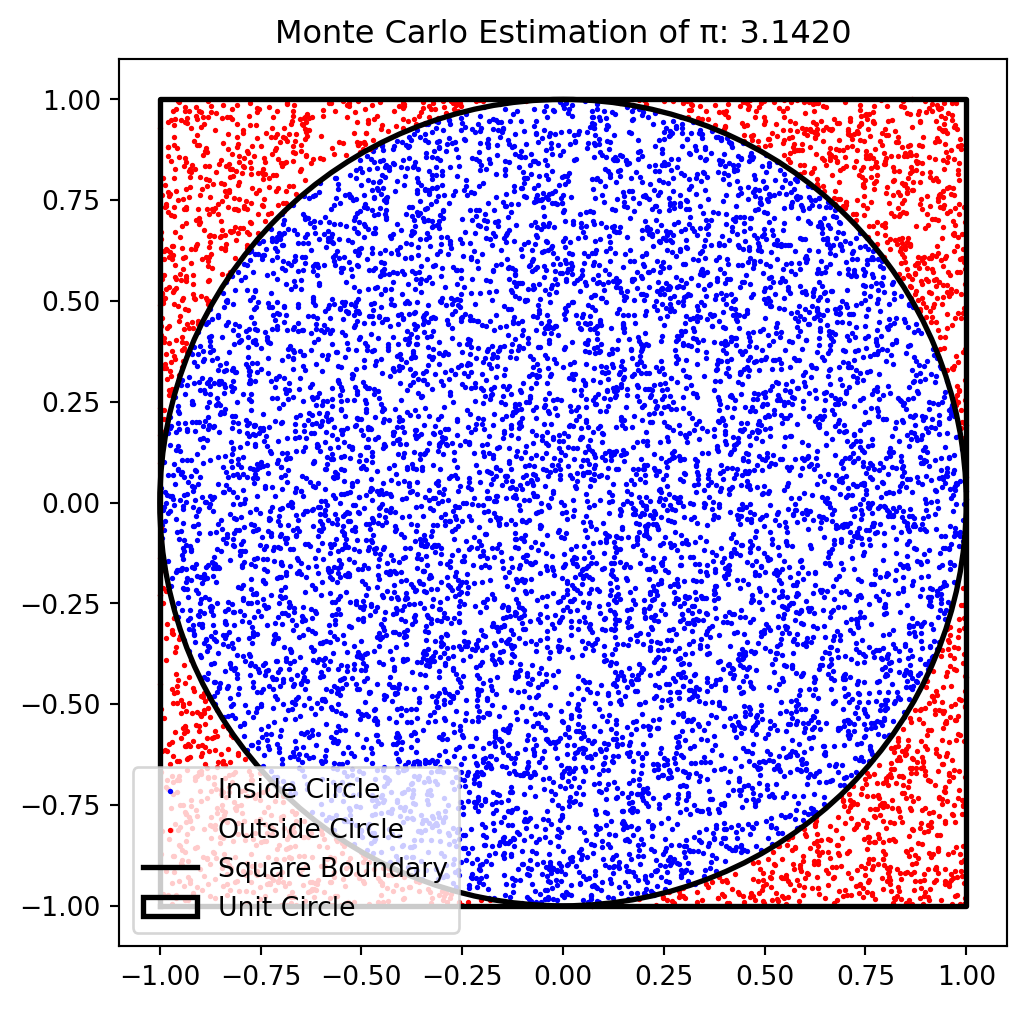 Monte Carlo Estimation of π: 3.1420
1.00
0.75
0.50
0.25
0.00
−0.25
−0.50
−0.75
−1.00
Inside Circle
Outside Circle
Square Boundary
Unit Circle
−1.00 −0.75 −0.50 −0.25 0.00 0.25 0.50 0.75 1.00